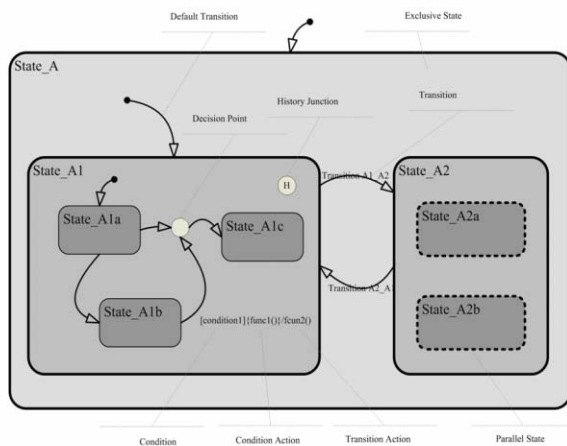 Default Transition
Exclusive State
State_A
History Junction
Transition
Decision Point
State_A1
H
Transition A1_A2
State_A2
State_A1a
State_A1c
State_A2a
Transition A2_A1
State_A1b
[condition1]{func1()}/fcun2()
State_A2b
Condition
Condition Action
Transition Action
Parallel State